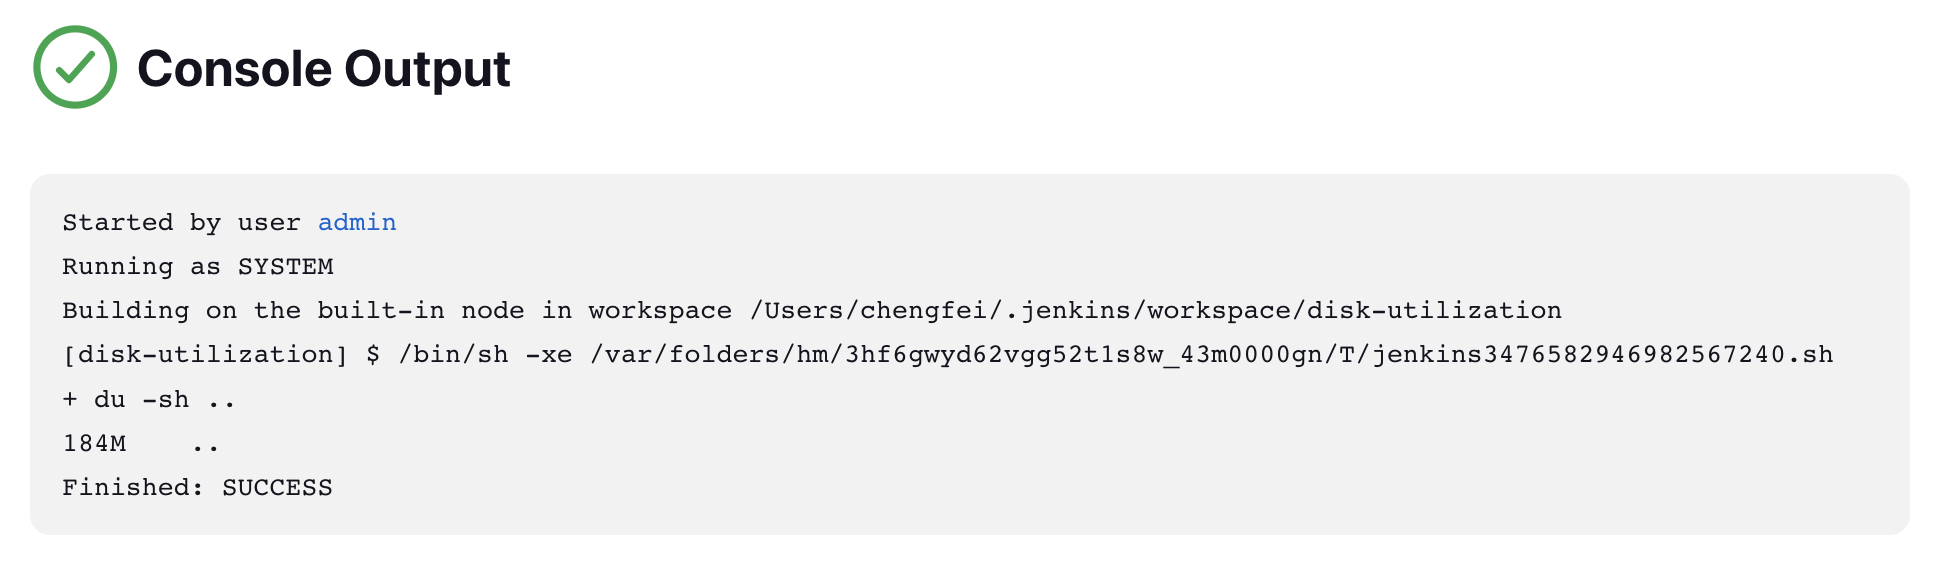 Console Output
Started by user admin
Running as SYSTEM
Building on the built-in node in workspace /Users/chengfei/.jenkins/workspace/disk-utilization
[disk-utilization] $ /bin/sh -xe /var/folders/hm/3hf6gwyd62vgg52t1s8w_43m0000gn/T/jenkins3476582946982567240.sh
+ du -sh ..
184M    ..
Finished: SUCCESS